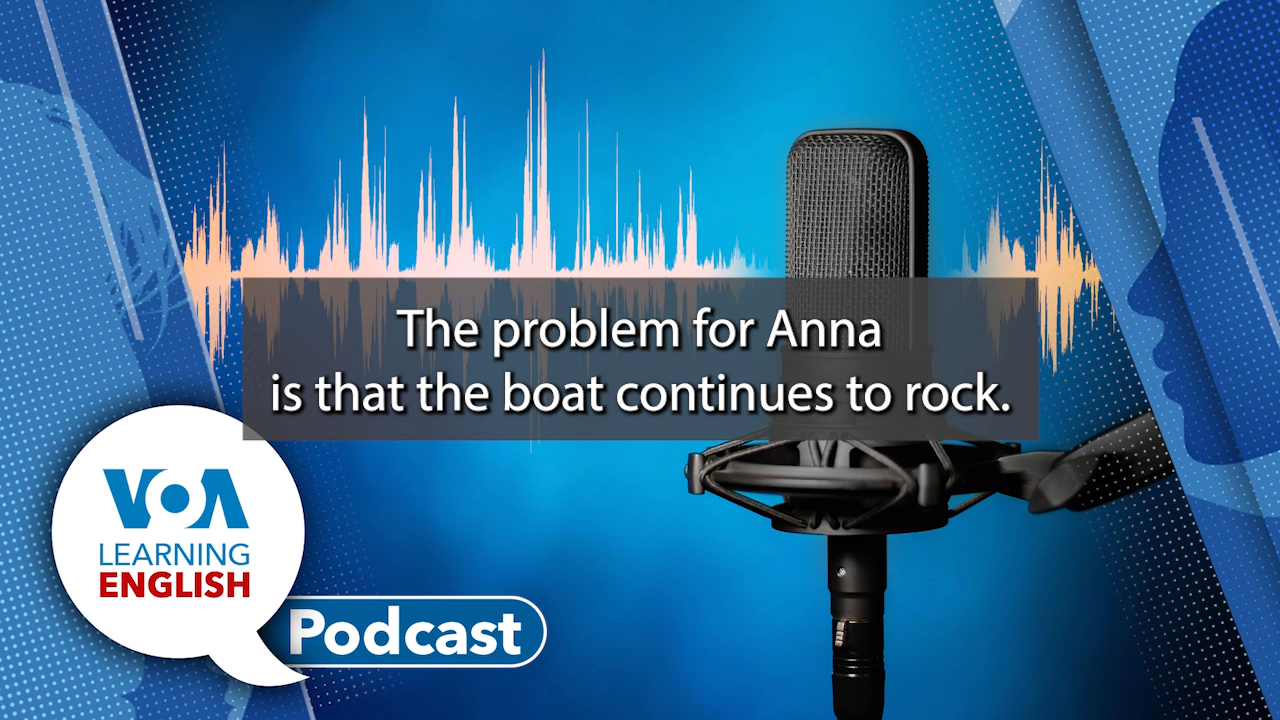 The problem for Anna
is that the boat continues to rock.
VOA
LEARNING
ENGLISH
Podcast